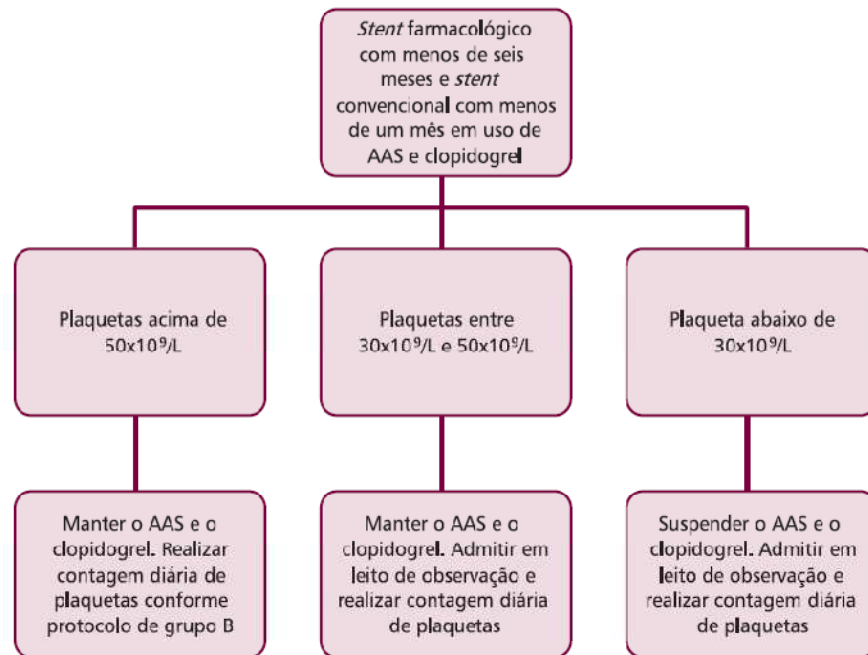 Stent farmacológico
com menos de seis
meses e stent
convencional com menos
de um mês em uso de
AAS e clopidogrel
Plaquetas acima de
50x10⁹/L
Plaquetas entre
30x10⁹/L e 50x10⁹/L
Plaqueta abaixo de
30x10⁹/L
Manter o AAS e o
clopidogrel. Realizar
contagem diária de
plaquetas conforme
protocolo de grupo B
Manter o AAS e o
clopidogrel. Admitir em
leito de observação e
realizar contagem diária
de plaquetas
Suspender o AAS e o
clopidogrel. Admitir em
leito de observação e
realizar contagem diária
de plaquetas